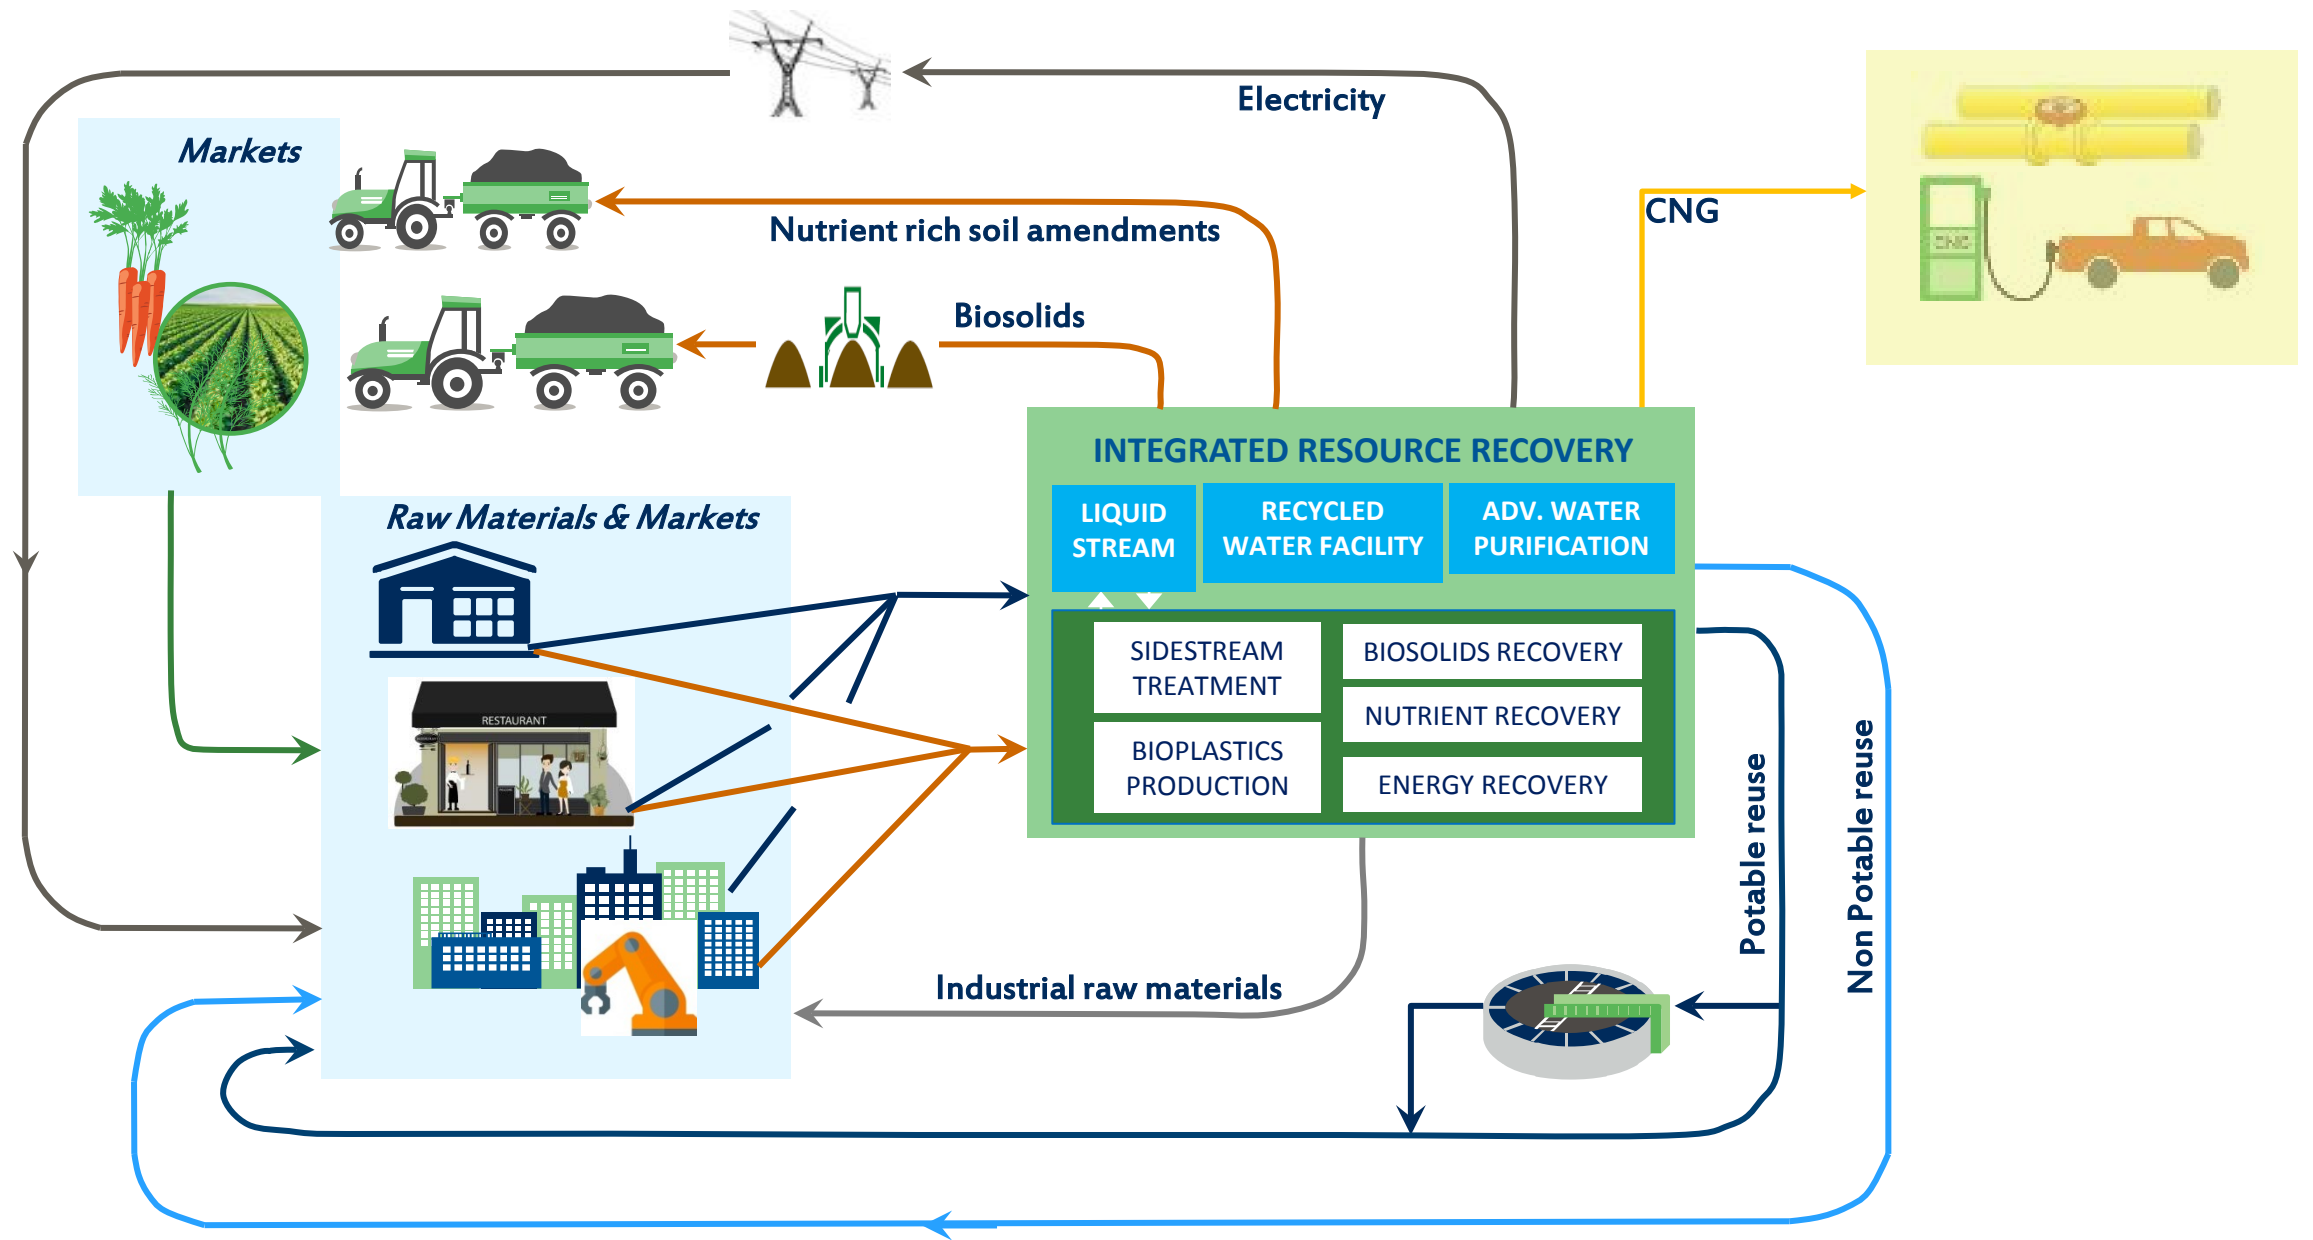 Electricity
Markets
CNG
Nutrient rich soil amendments
CNG
Biosolids
INTEGRATED RESOURCE RECOVERY
LIQUID
STREAM
RECYCLED
WATER FACILITY
ADV. WATER
PURIFICATION
Raw Materials & Markets
SIDESTREAM
TREATMENT
BIOSOLIDS RECOVERY
NUTRIENT RECOVERY
BIOPLASTICS
PRODUCTION
ENERGY RECOVERY
RESTAURANT
Potable reuse
Non Potable reuse
Industrial raw materials